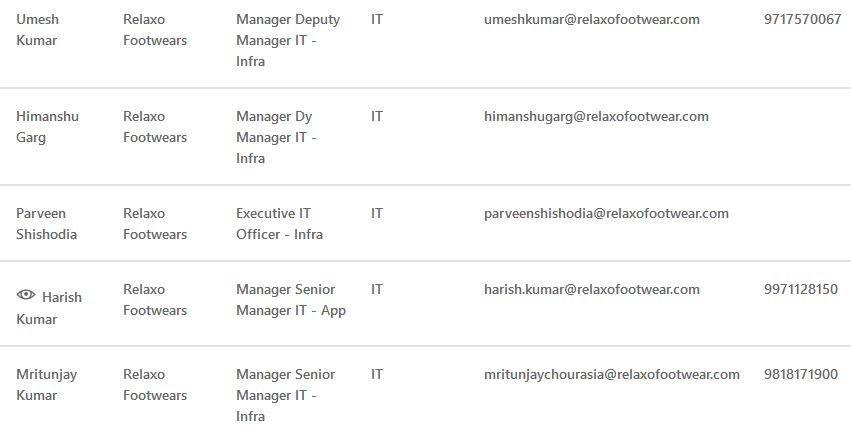 Umesh Kumar Relaxo Footwears Manager Deputy Manager IT - Infra IT umeshkumar@relaxofootwear.com 9717570067
Himanshu Garg Relaxo Footwears Manager Dy Manager IT - Infra IT himanshugarg@relaxofootwear.com
Parveen Shishodia Relaxo Footwears Executive IT Officer - Infra IT parveenshishodia@relaxofootwear.com
Harish Kumar Relaxo Footwears Manager Senior Manager IT - App IT harish.kumar@relaxofootwear.com 9971128150
Mritunjay Kumar Relaxo Footwears Manager Senior Manager IT - Infra IT mritunjaychourasia@relaxofootwear.com 9818171900